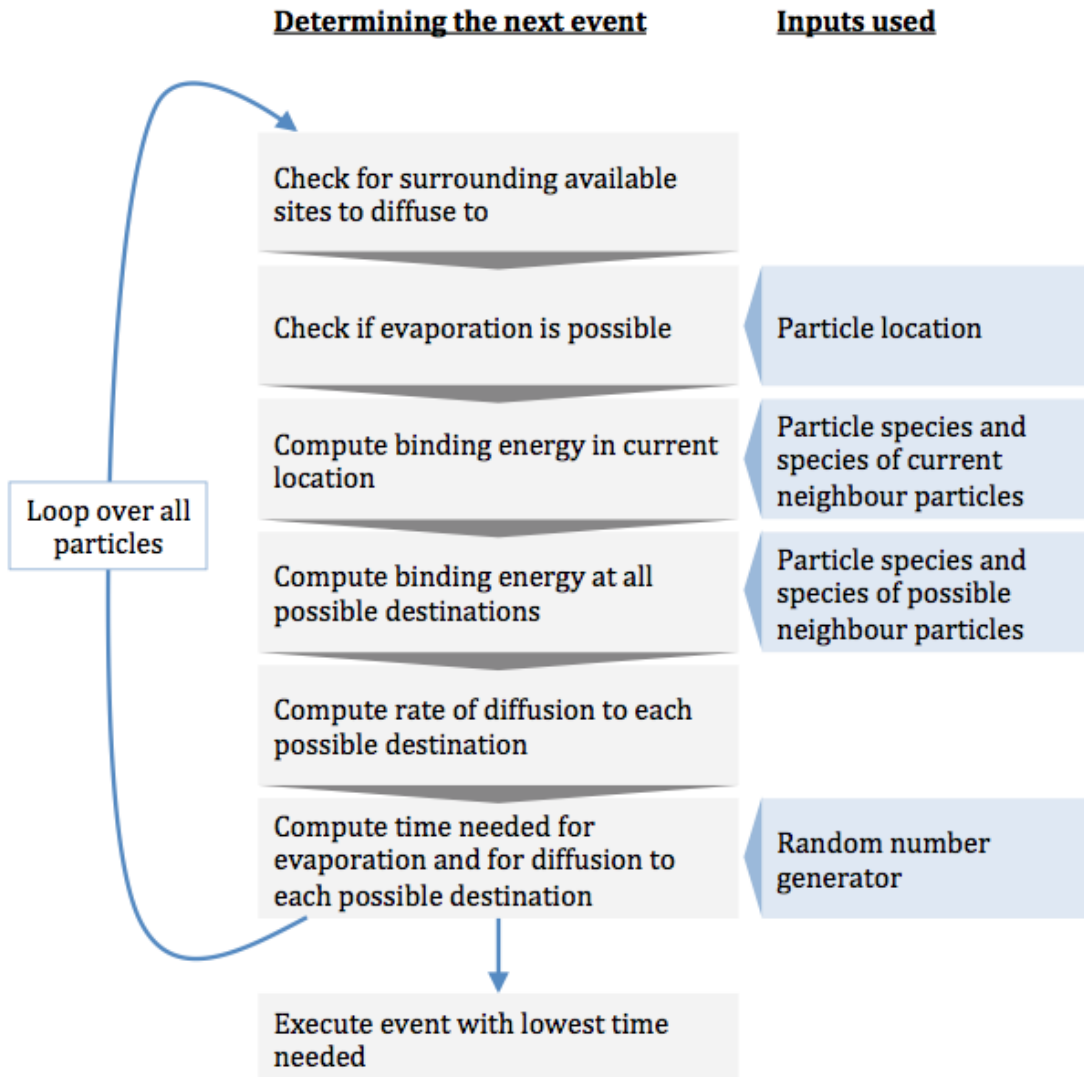 Determining the next event
Inputs used
Check for surrounding available
sites to diffuse to
Check if evaporation is possible
Particle location
Compute binding energy in current
location
Particle species and
species of current
neighbour particles
Loop over all
particles
Compute binding energy at all
possible destinations
Particle species and
species of possible
neighbour particles
Compute rate of diffusion to each
possible destination
Compute time needed for
evaporation and for diffusion to
each possible destination
Random number
generator
Execute event with lowest time
needed